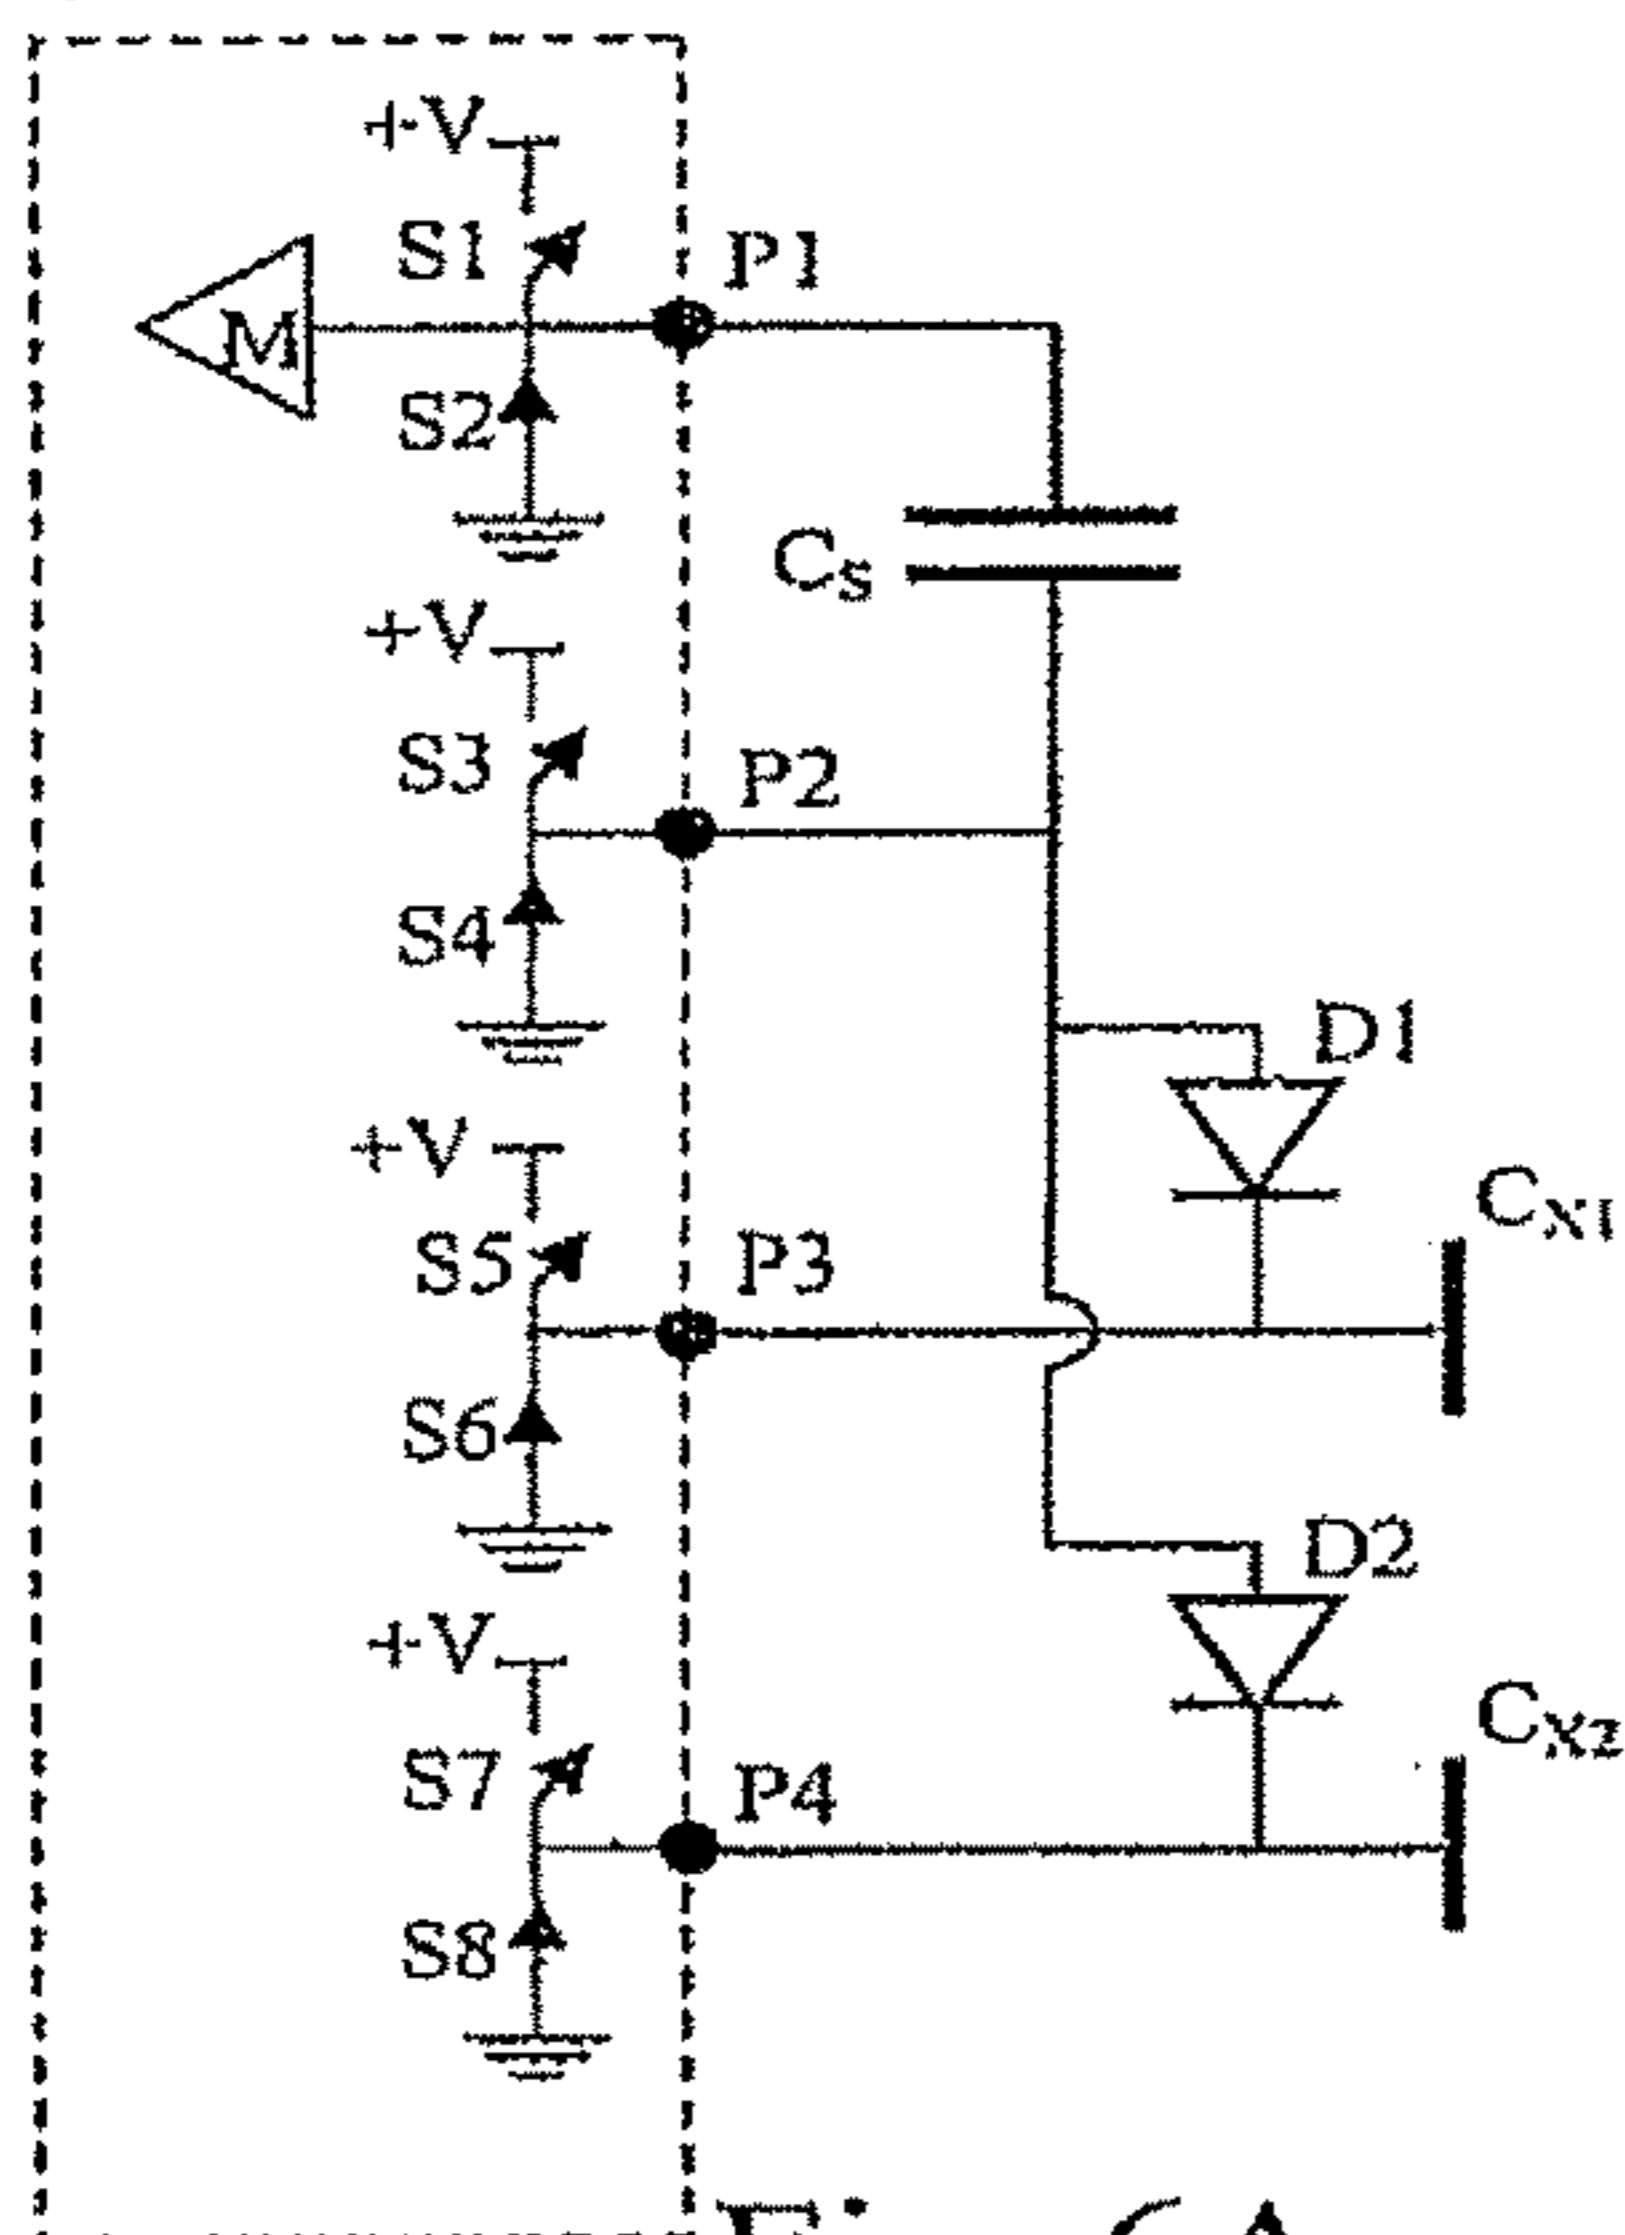 +V
S1
P1
M
S2
Cs
+V
S3
P2
S4
D1
+V
Cx1
S5
P3
S6
D2
+V
Cx2
S7
P4
S8